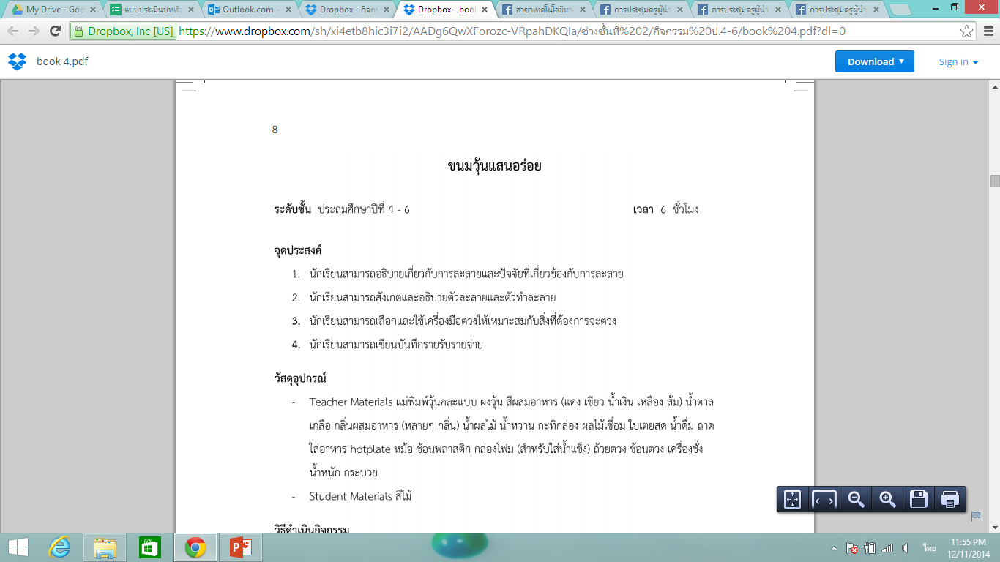 My Drive - Goo
แบบประเมินบทเรีย
Outlook.com -
Dropbox - กิจก
Dropbox - boo
สาขาเทคโนโลยีทา
การประชุมครูผู้นำ
การประชุมครูผู้นำ
การประชุมครูผู้นำ
Dropbox, Inc [US] https://www.dropbox.com/sh/xi4etb8hic3i7i2/AADg6QwXForozc-VRpahDKQIa/ช่วงชั้นที่%202/กิจกรรม%20ป.4-6/book%204.pdf?dl=0
book 4.pdf
Download
Sign in
8
ขนมวุ้นแสนอร่อย
ระดับชั้น ประถมศึกษาปีที่ 4 - 6 เวลา 6 ชั่วโมง
จุดประสงค์
1. นักเรียนสามารถอธิบายเกี่ยวกับการละลายและปัจจัยที่เกี่ยวข้องกับการละลาย
2. นักเรียนสามารถสังเกตและอธิบายตัวละลายและตัวทำละลาย
3. นักเรียนสามารถเลือกและใช้เครื่องมือตวงให้เหมาะสมกับสิ่งที่ต้องการจะตวง
4. นักเรียนสามารถเขียนบันทึกรายรับรายจ่าย
วัสดุอุปกรณ์
- Teacher Materials แม่พิมพ์วุ้นคละแบบ ผงวุ้น สีผสมอาหาร (แดง เขียว น้ำเงิน เหลือง ส้ม) น้ำตาล
เกลือ กลิ่นผสมอาหาร (หลายๆ กลิ่น) น้ำผลไม้ น้ำหวาน กะทิกล่อง ผลไม้เชื่อม ใบเตยสด น้ำดื่ม ถาด
ใส่อาหาร hotplate หม้อ ช้อนพลาสติก กล่องโฟม (สำหรับใส่น้ำแข็ง) ถ้วยตวง ช้อนตวง เครื่องชั่ง
น้ำหนัก กระบวย
- Student Materials สีไม้
วิธีดำเนินกิจกรรม
ไทย
11:55 PM
12/11/2014